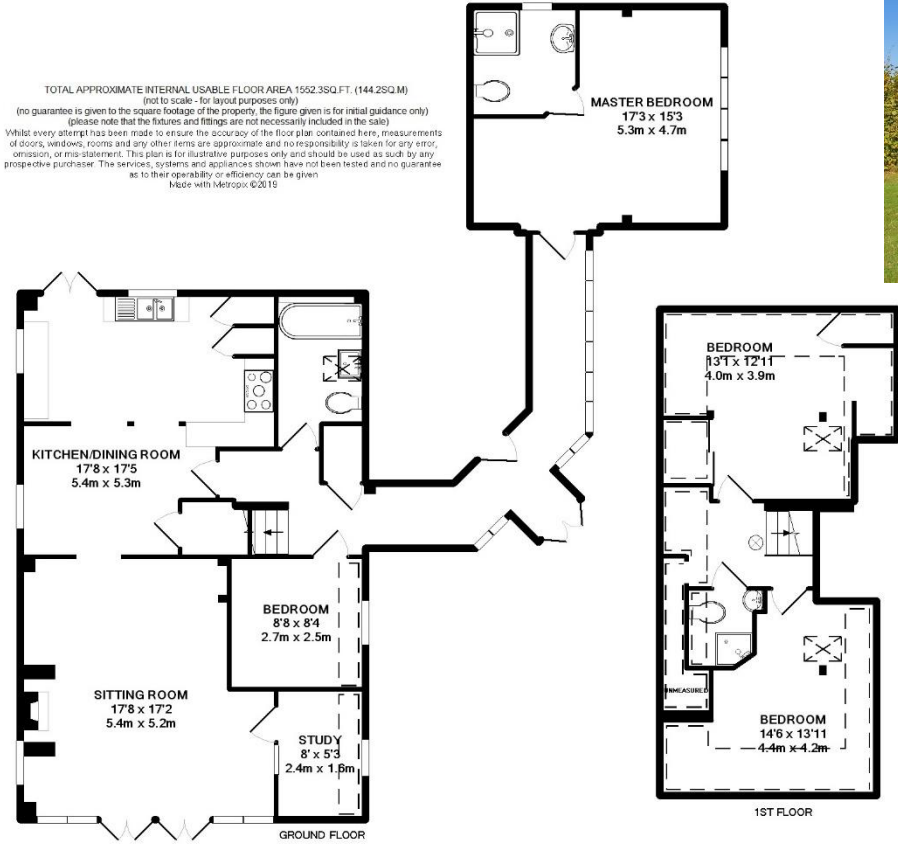 TOTAL APPROXIMATE INTERNAL USABLE FLOOR AREA 1552.3SQ.FT. (144.2SQ.M)
(not to scale - for layout purposes only)
(no guarantee is given to the square footage of the property, the figure given is for initial guidance only)
(please note that the fixtures and fittings are not necessarily included in the sale)
Whilst every attempt has been made to ensure the accuracy of the floor plan contained here, measurements
of doors, windows, rooms and any other items are approximate and no responsibility is taken for any error,
omission, or mis-statement. This plan is for illustrative purposes only and should be used as such by any
prospective purchaser. The services, systems and appliances shown have not been tested and no guarantee
as to their operability or efficiency can be given
Made with Metropix ©2019
MASTER BEDROOM
17'3 x 15'3
5.3m x 4.7m
KITCHEN/DINING ROOM
17'8 x 17'5
5.4m x 5.3m
BEDROOM
8'8 x 8'4
2.7m x 2.5m
SITTING ROOM
17'8 x 17'2
5.4m x 5.2m
STUDY
8' x 5'3
2.4m x 1.6m
GROUND FLOOR
BEDROOM
13'1 x 12'11
4.0m x 3.9m
UNMEASURED
BEDROOM
14'6 x 13'11
4.4m x 4.2m
1ST FLOOR